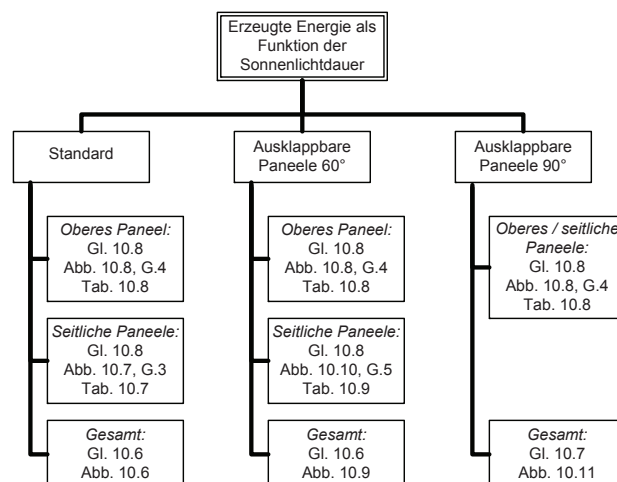 Erzeugte Energie als
Funktion der
Sonnenlichtdauer
Standard
Ausklappbare
Paneele 60°
Ausklappbare
Paneele 90°
Oberes Paneel:
Gl. 10.8
Abb. 10.8, G.4
Tab. 10.8
Oberes Paneel:
Gl. 10.8
Abb. 10.8, G.4
Tab. 10.8
Oberes / seitliche
Paneele:
Gl. 10.8
Abb. 10.8, G.4
Tab. 10.8
Seitliche Paneele:
Gl. 10.8
Abb. 10.7, G.3
Tab. 10.7
Seitliche Paneele:
Gl. 10.8
Abb. 10.10, G.5
Tab. 10.9
Gesamt:
Gl. 10.6
Abb. 10.6
Gesamt:
Gl. 10.6
Abb. 10.9
Gesamt:
Gl. 10.7
Abb. 10.11